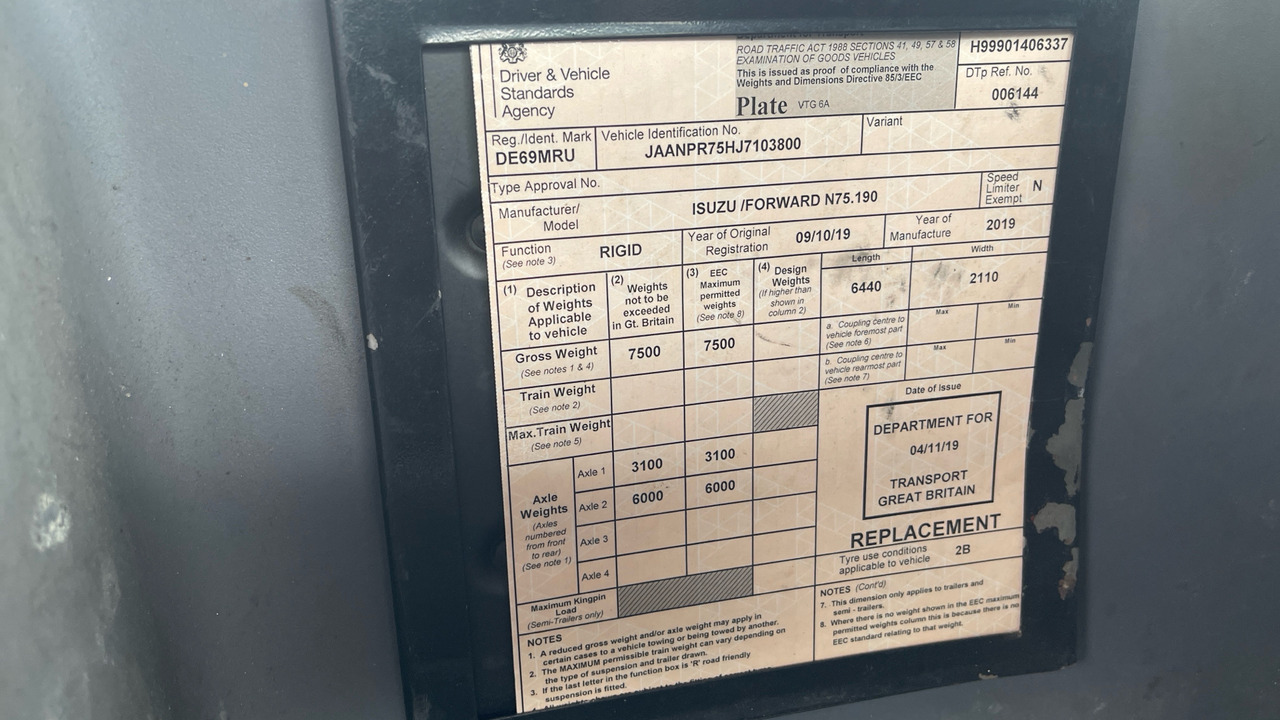 Driver & Vehicle
Standards
Agency
ROAD TRAFFIC ACT 1988 SECTIONS 41, 49, 57 & 58
EXAMINATION OF GOODS VEHICLES
This is issued as proof of compliance with the
Weights and Dimensions Directive 85/3/EEC
Plate VTG 6A
H99901406337
DTp Ref. No.
006144
Reg./Ident. Mark
DE69MRU
Vehicle Identification No.
JAANPR75HJ7103800
Variant
Type Approval No.
Manufacturer/
Model
ISUZU /FORWARD N75.190
Speed
Limiter
Exempt
N
Function
(See note 3)
RIGID
Year of Original
Registration
09/10/19
Year of
Manufacture
2019
(1) Description
of Weights
Applicable
to vehicle
(2) Weights
not to be
exceeded
in Gt. Britain
(3) EEC
Maximum
permitted
weights
(See note 8)
(4) Design
Weights
(If higher than
shown in
column 2)
Length
6440
Width
2110
a. Coupling centre to
vehicle foremost part
(See note 6)
Max
Min
b. Coupling centre to
vehicle rearmost part
(See note 7)
Max
Min
Gross Weight
(See notes 1 & 4)
7500
7500
Train Weight
(See note 2)
Max.Train Weight
(See note 5)
Axle
Weights
(Axles
numbered
from front
to rear)
(See note 1)
Axle 1
3100
3100
Axle 2
6000
6000
Axle 3
Axle 4
Maximum Kingpin
Load
(Semi-Trailers only)
Date of Issue
DEPARTMENT FOR
04/11/19
TRANSPORT
GREAT BRITAIN
REPLACEMENT
Tyre use conditions
applicable to vehicle
2B
NOTES
1. A reduced gross weight and/or axle weight may apply in
certain cases to a vehicle towing or being towed by another.
2. The MAXIMUM permissible train weight can vary depending on
the type of suspension and trailer drawn.
3. If the last letter in the function box is 'R' road friendly
suspension is fitted.
NOTES (Cont'd)
7. This dimension only applies to trailers and
semi - trailers.
8. Where there is no weight shown in the EEC maximum
permitted weights column this is because there is no
EEC standard relating to that weight.